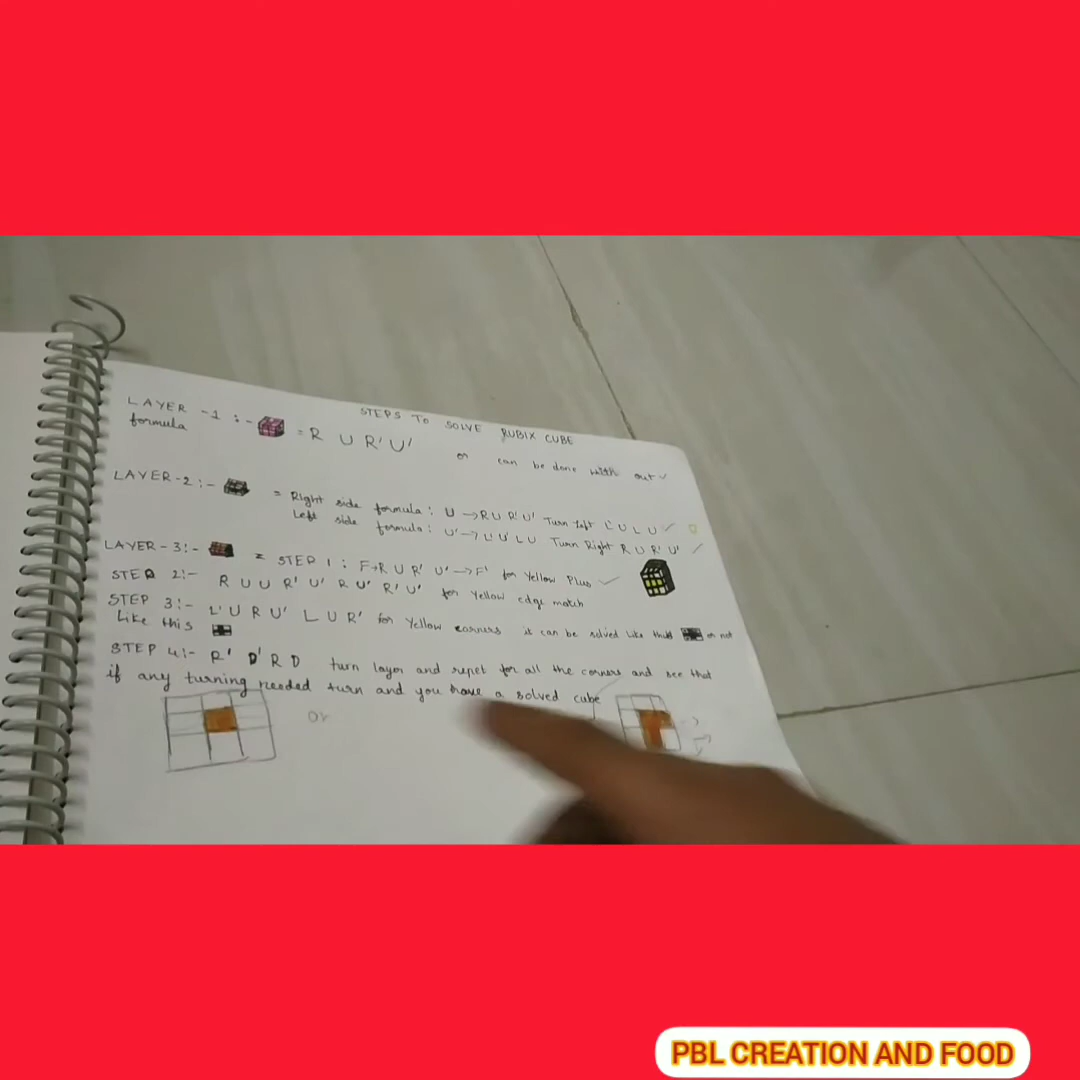 STEPS TO SOLVE RUBIX CUBE
LAYER -1 :- = R U R' U' or can be done with out ✓
formula
LAYER-2:- = Right side formula: U → R U R' U' Turn left L' U L U ✓
Left side formula: U' → L' U' L U Turn Right R U R' U' ✓
LAYER-3:- = STEP 1 : F→ R U R' U' → F' for Yellow Plus ✓
STEP 2:- R U U R' U' R U' R' U' for Yellow edge match
STEP 3:- L' U R U' L U R' for Yellow corners it can be solved like this or not
Like this
STEP 4:- R' D' R D turn layer and repet for all the corners and see that
if any turning needed turn and you have a solved cube
Or
PBL CREATION AND FOOD